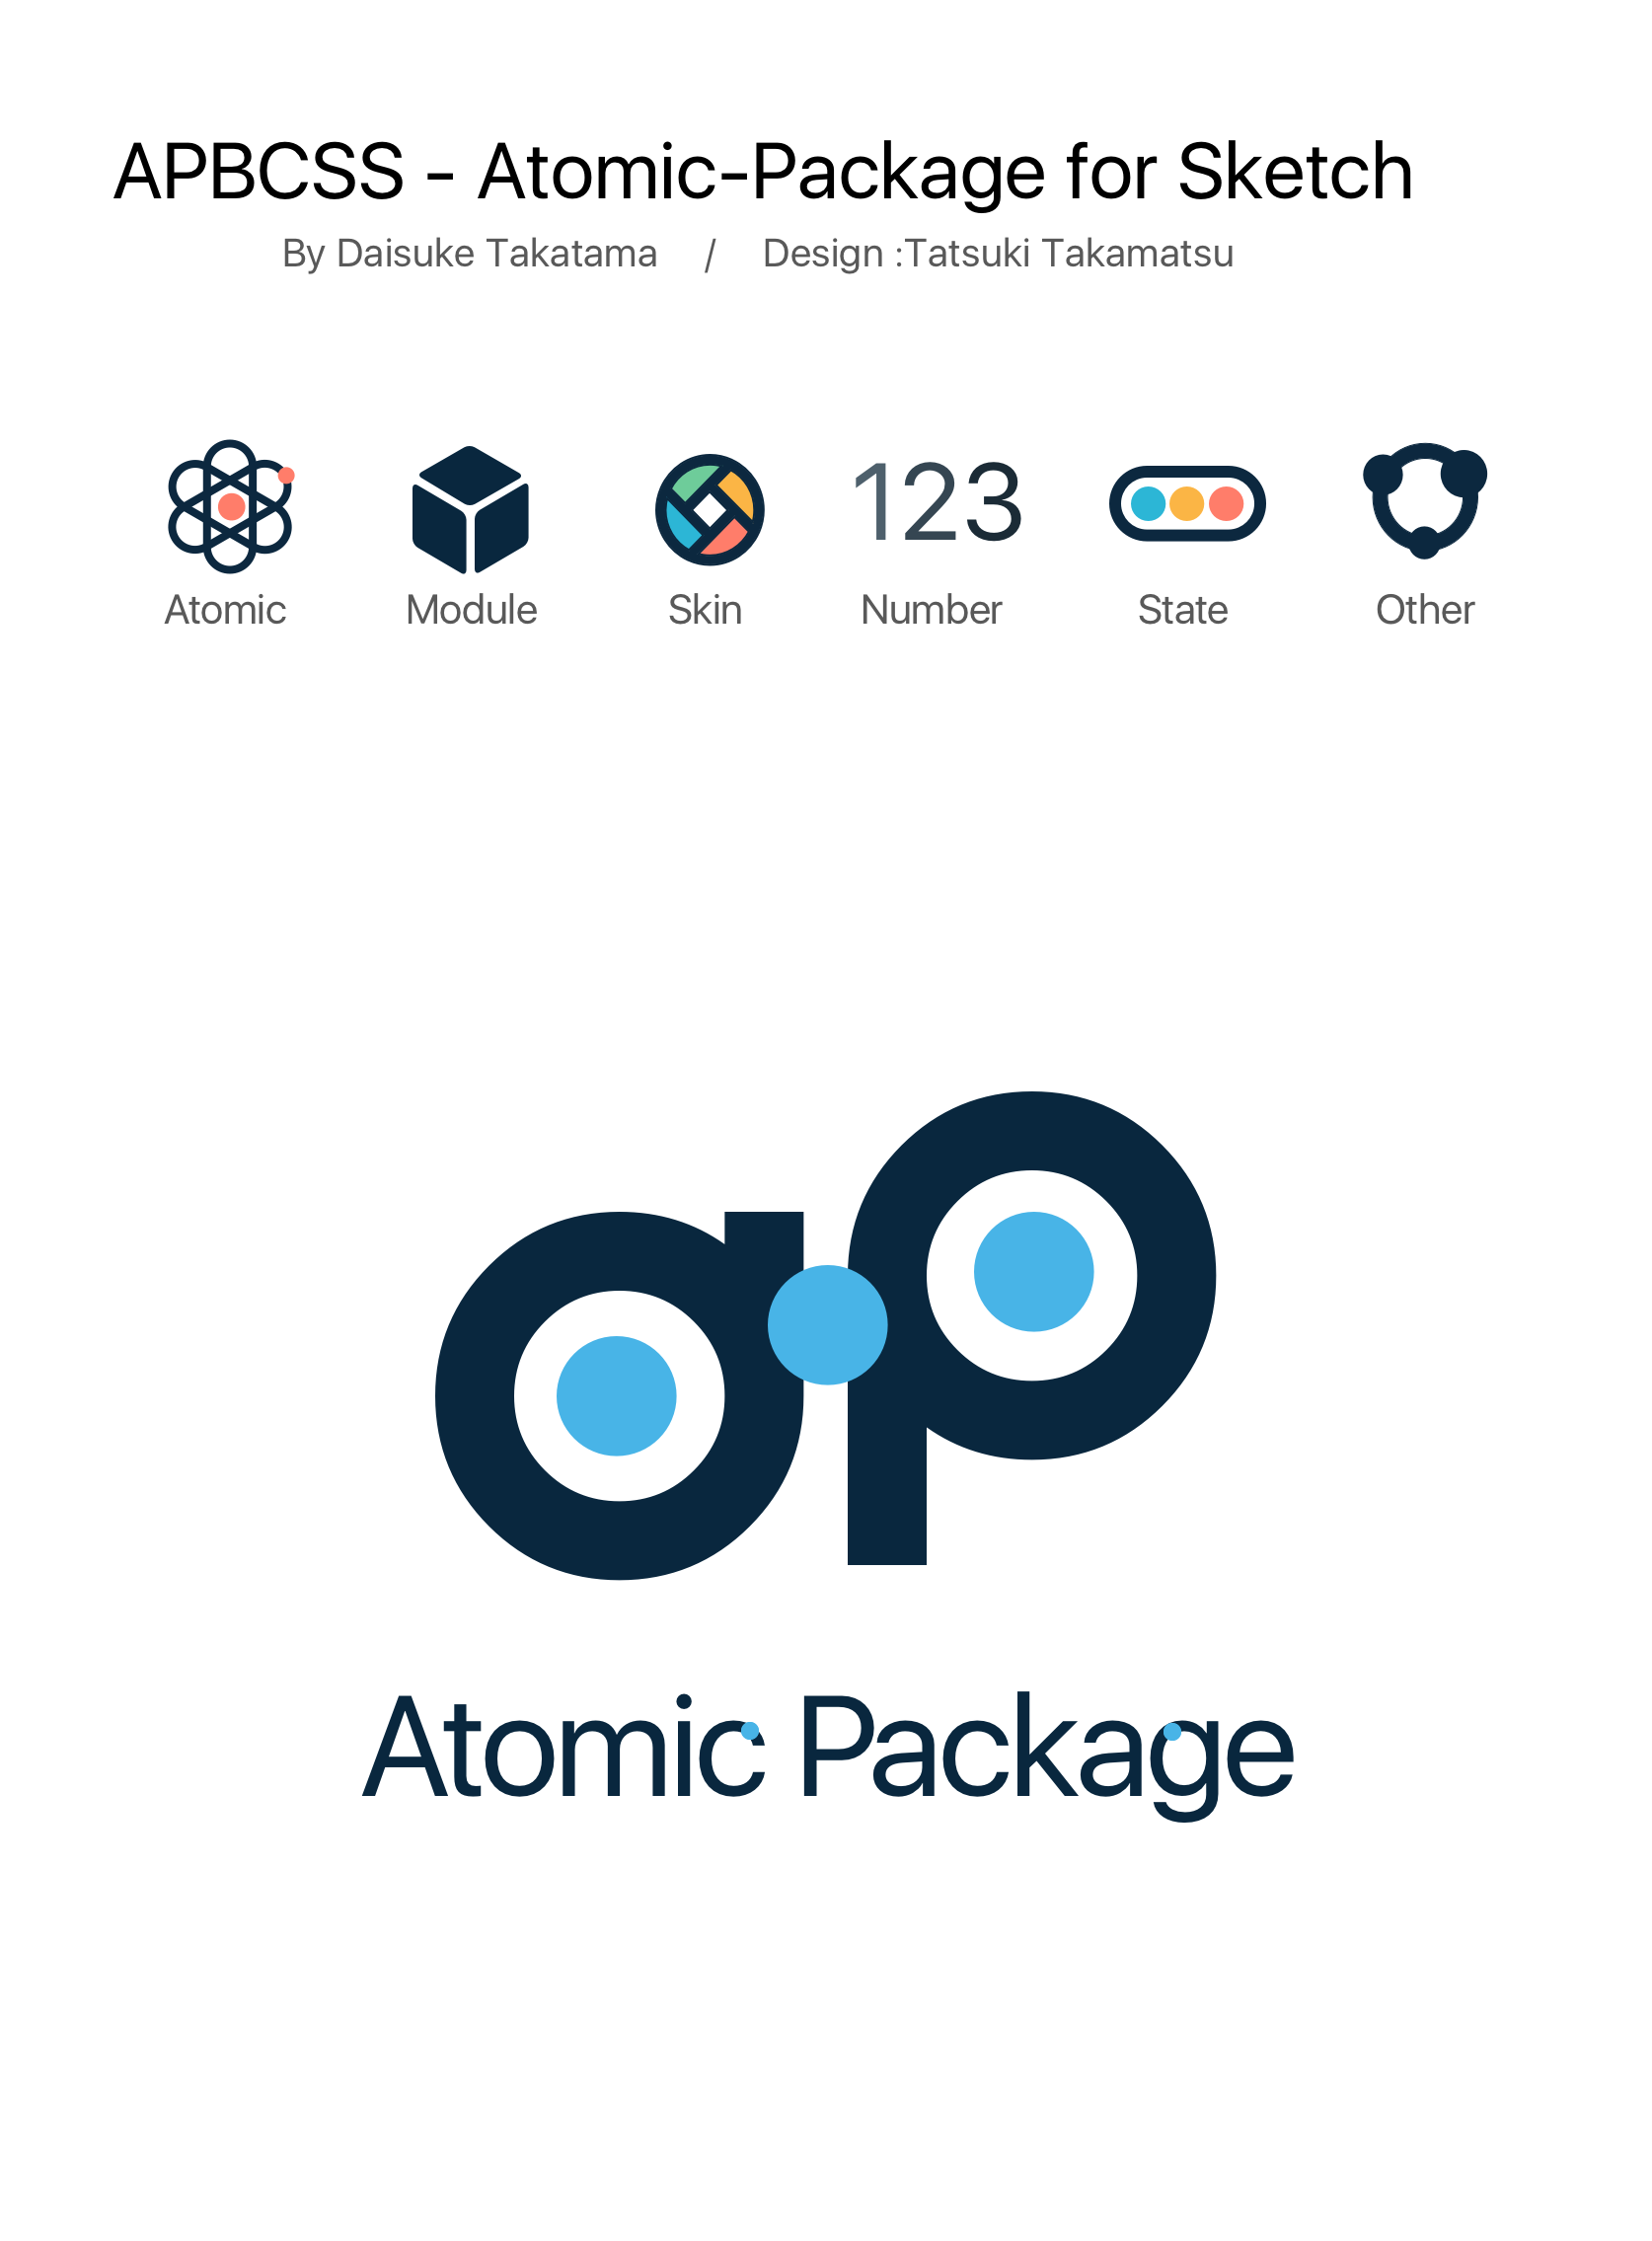 APBCSS - Atomic-Package for Sketch
By Daisuke Takatama / Design :Tatsuki Takamatsu
123
Atomic Module Skin Number State Other
ap
Atomic Package